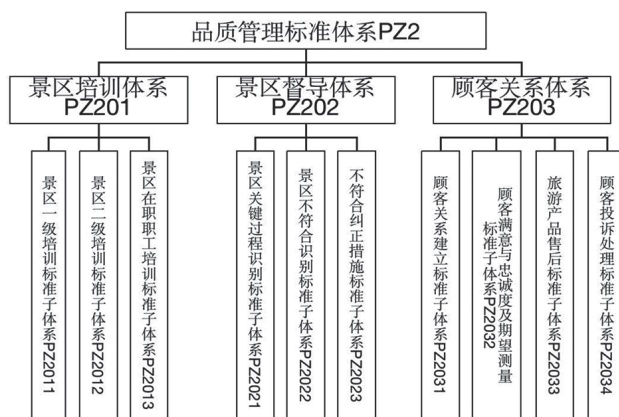 品质管理标准体系PZ2
景区培训体系
PZ201
景区督导体系
PZ202
顾客关系体系
PZ203
景区一级培训标准子体系PZ2011
景区二级培训标准子体系PZ2012
景区在职职工培训标准子体系PZ2013
景区关键过程识别标准子体系PZ2021
景区不符合识别标准子体系PZ2022
不符合纠正措施标准子体系PZ2023
顾客关系建立标准子体系PZ2031
顾客满意与忠诚度及期望测量
标准子体系PZ2032
旅游产品售后标准子体系PZ2033
顾客投诉处理标准子体系PZ2034